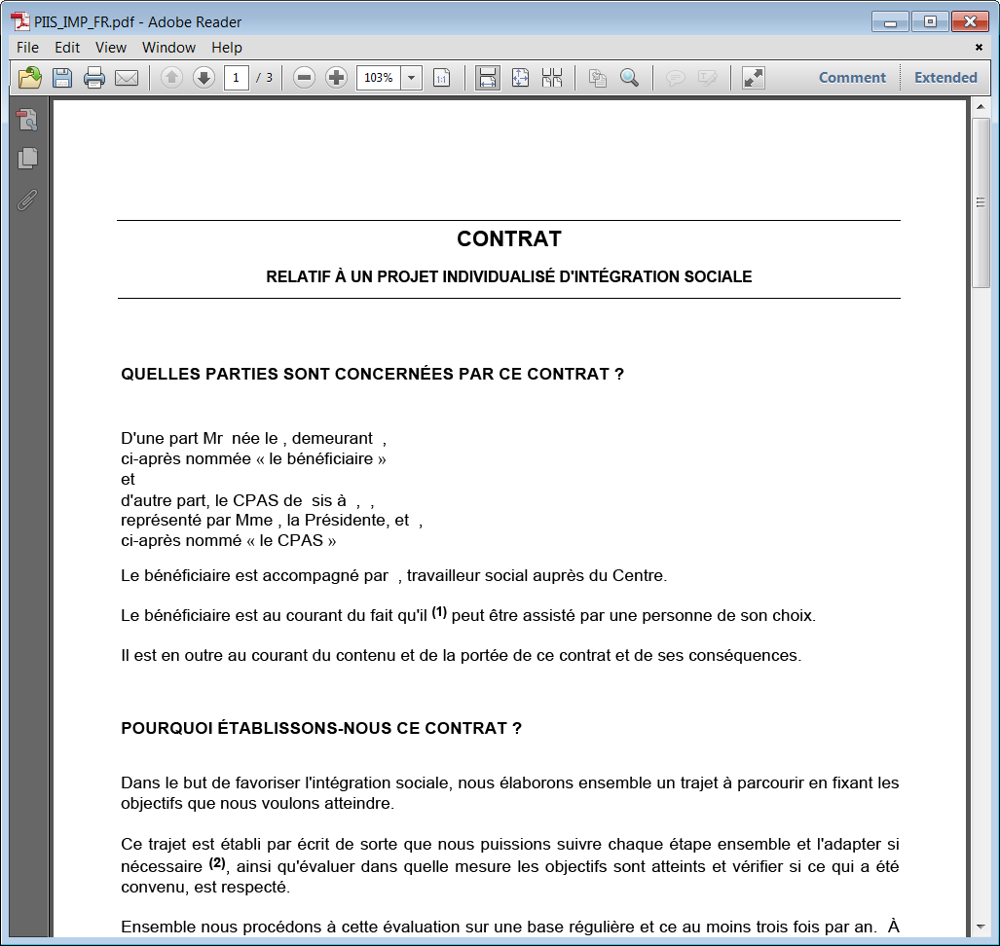 PIIS_IMP_FR.pdf - Adobe Reader
File Edit View Window Help
1 / 3 103% 1:1 Comment Extended
CONTRAT
RELATIF À UN PROJET INDIVIDUALISÉ D'INTÉGRATION SOCIALE
QUELLES PARTIES SONT CONCERNÉES PAR CE CONTRAT ?
D'une part Mr  née le , demeurant  ,
ci-après nommée « le bénéficiaire »
et
d'autre part, le CPAS de  sis à  ,  ,
représenté par Mme , la Présidente, et  ,
ci-après nommé « le CPAS »
Le bénéficiaire est accompagné par  , travailleur social auprès du Centre.
Le bénéficiaire est au courant du fait qu'il (1) peut être assisté par une personne de son choix.
Il est en outre au courant du contenu et de la portée de ce contrat et de ses conséquences.
POURQUOI ÉTABLISSONS-NOUS CE CONTRAT ?
Dans le but de favoriser l'intégration sociale, nous élaborons ensemble un trajet à parcourir en fixant les
objectifs que nous voulons atteindre.
Ce trajet est établi par écrit de sorte que nous puissions suivre chaque étape ensemble et l'adapter si
nécessaire (2), ainsi qu'évaluer dans quelle mesure les objectifs sont atteints et vérifier si ce qui a été
convenu, est respecté.
Ensemble nous procédons à cette évaluation sur une base régulière et ce au moins trois fois par an.  À